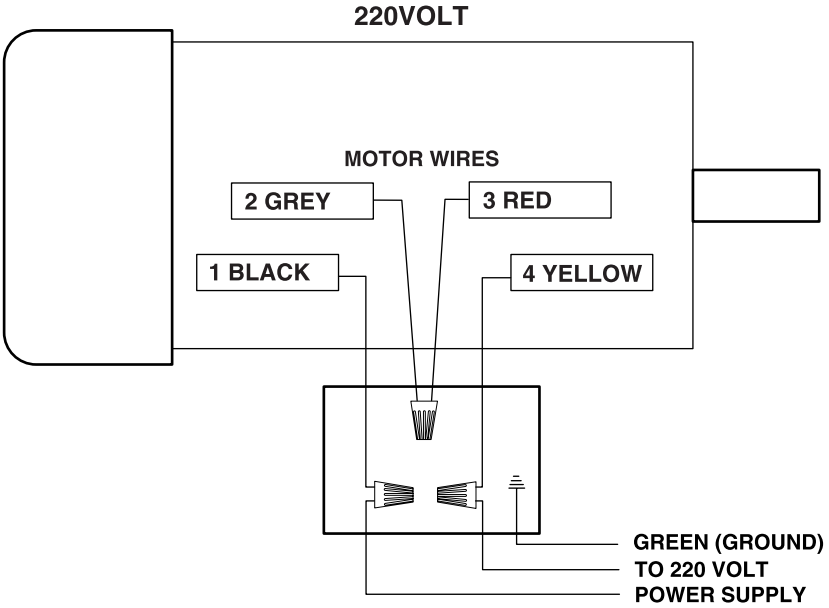 220VOLT
MOTOR WIRES
2 GREY
3 RED
1 BLACK
4 YELLOW
GREEN (GROUND)
TO 220 VOLT
POWER SUPPLY